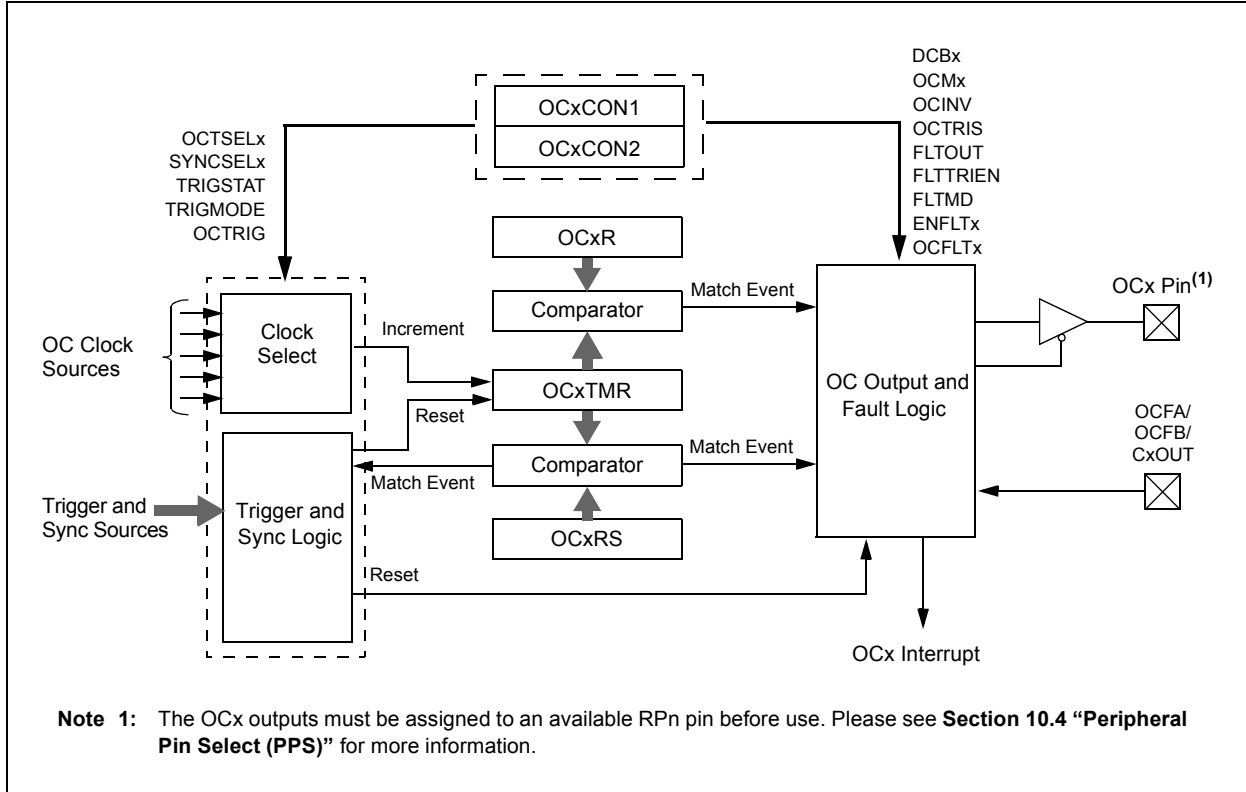 DCBx
OCMx
OCINV
OCTRIS
FLTOUT
FLTTRIEN
FLTMD
ENFLTx
OCFLTx
OCxCON1
OCxCON2
OCTSELx
SYNCSELx
TRIGSTAT
TRIGMODE
OCTRIG
OCxR
Match Event
OCx Pin(1)
Comparator
Increment
Clock
Select
OC Clock
Sources
OCxTMR
OC Output and
Fault Logic
Reset
OCFA/
OCFB/
CxOUT
Match Event
Comparator
Match Event
Trigger and
Sync Sources
Trigger and
Sync Logic
OCxRS
Reset
OCx Interrupt
Note 1: The OCx outputs must be assigned to an available RPn pin before use. Please see Section 10.4 “Peripheral
Pin Select (PPS)” for more information.